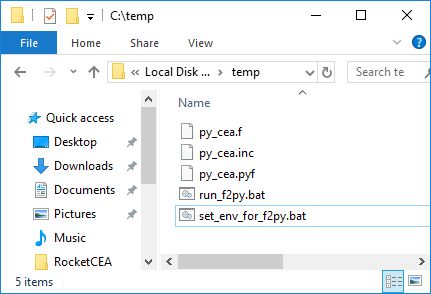 C:\temp
File Home Share View
« Local Disk ... > temp
Search te
Quick access
Desktop
Downloads
Documents
Pictures
Music
RocketCEA
Name
py_cea.f
py_cea.inc
py_cea.pyf
run_f2py.bat
set_env_for_f2py.bat
5 items